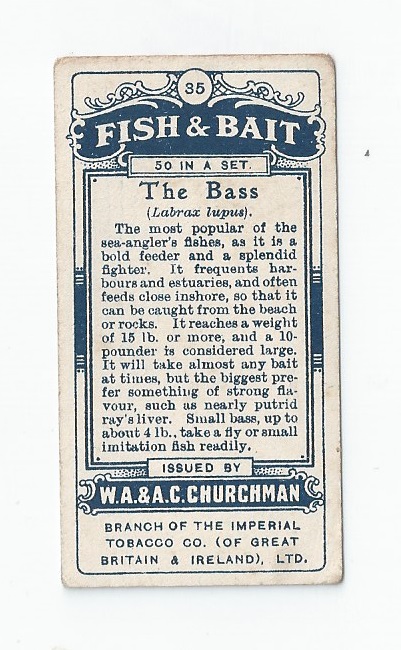 35
FISH & BAIT
50 IN A SET.
The Bass
(Labrax lupus).
The most popular of the
sea-angler's fishes, as it is a
bold feeder and a splendid
fighter. It frequents har-
bours and estuaries, and often
feeds close inshore, so that it
can be caught from the beach
or rocks. It reaches a weight
of 15 lb. or more, and a 10-
pounder is considered large.
It will take almost any bait
at times, but the biggest pre-
fer something of strong fla-
vour, such as nearly putrid
ray's liver. Small bass, up to
about 4 lb., take a fly or small
imitation fish readily.
ISSUED BY
W.A. & A.C. CHURCHMAN
BRANCH OF THE IMPERIAL
TOBACCO CO. (OF GREAT
BRITAIN & IRELAND), LTD.